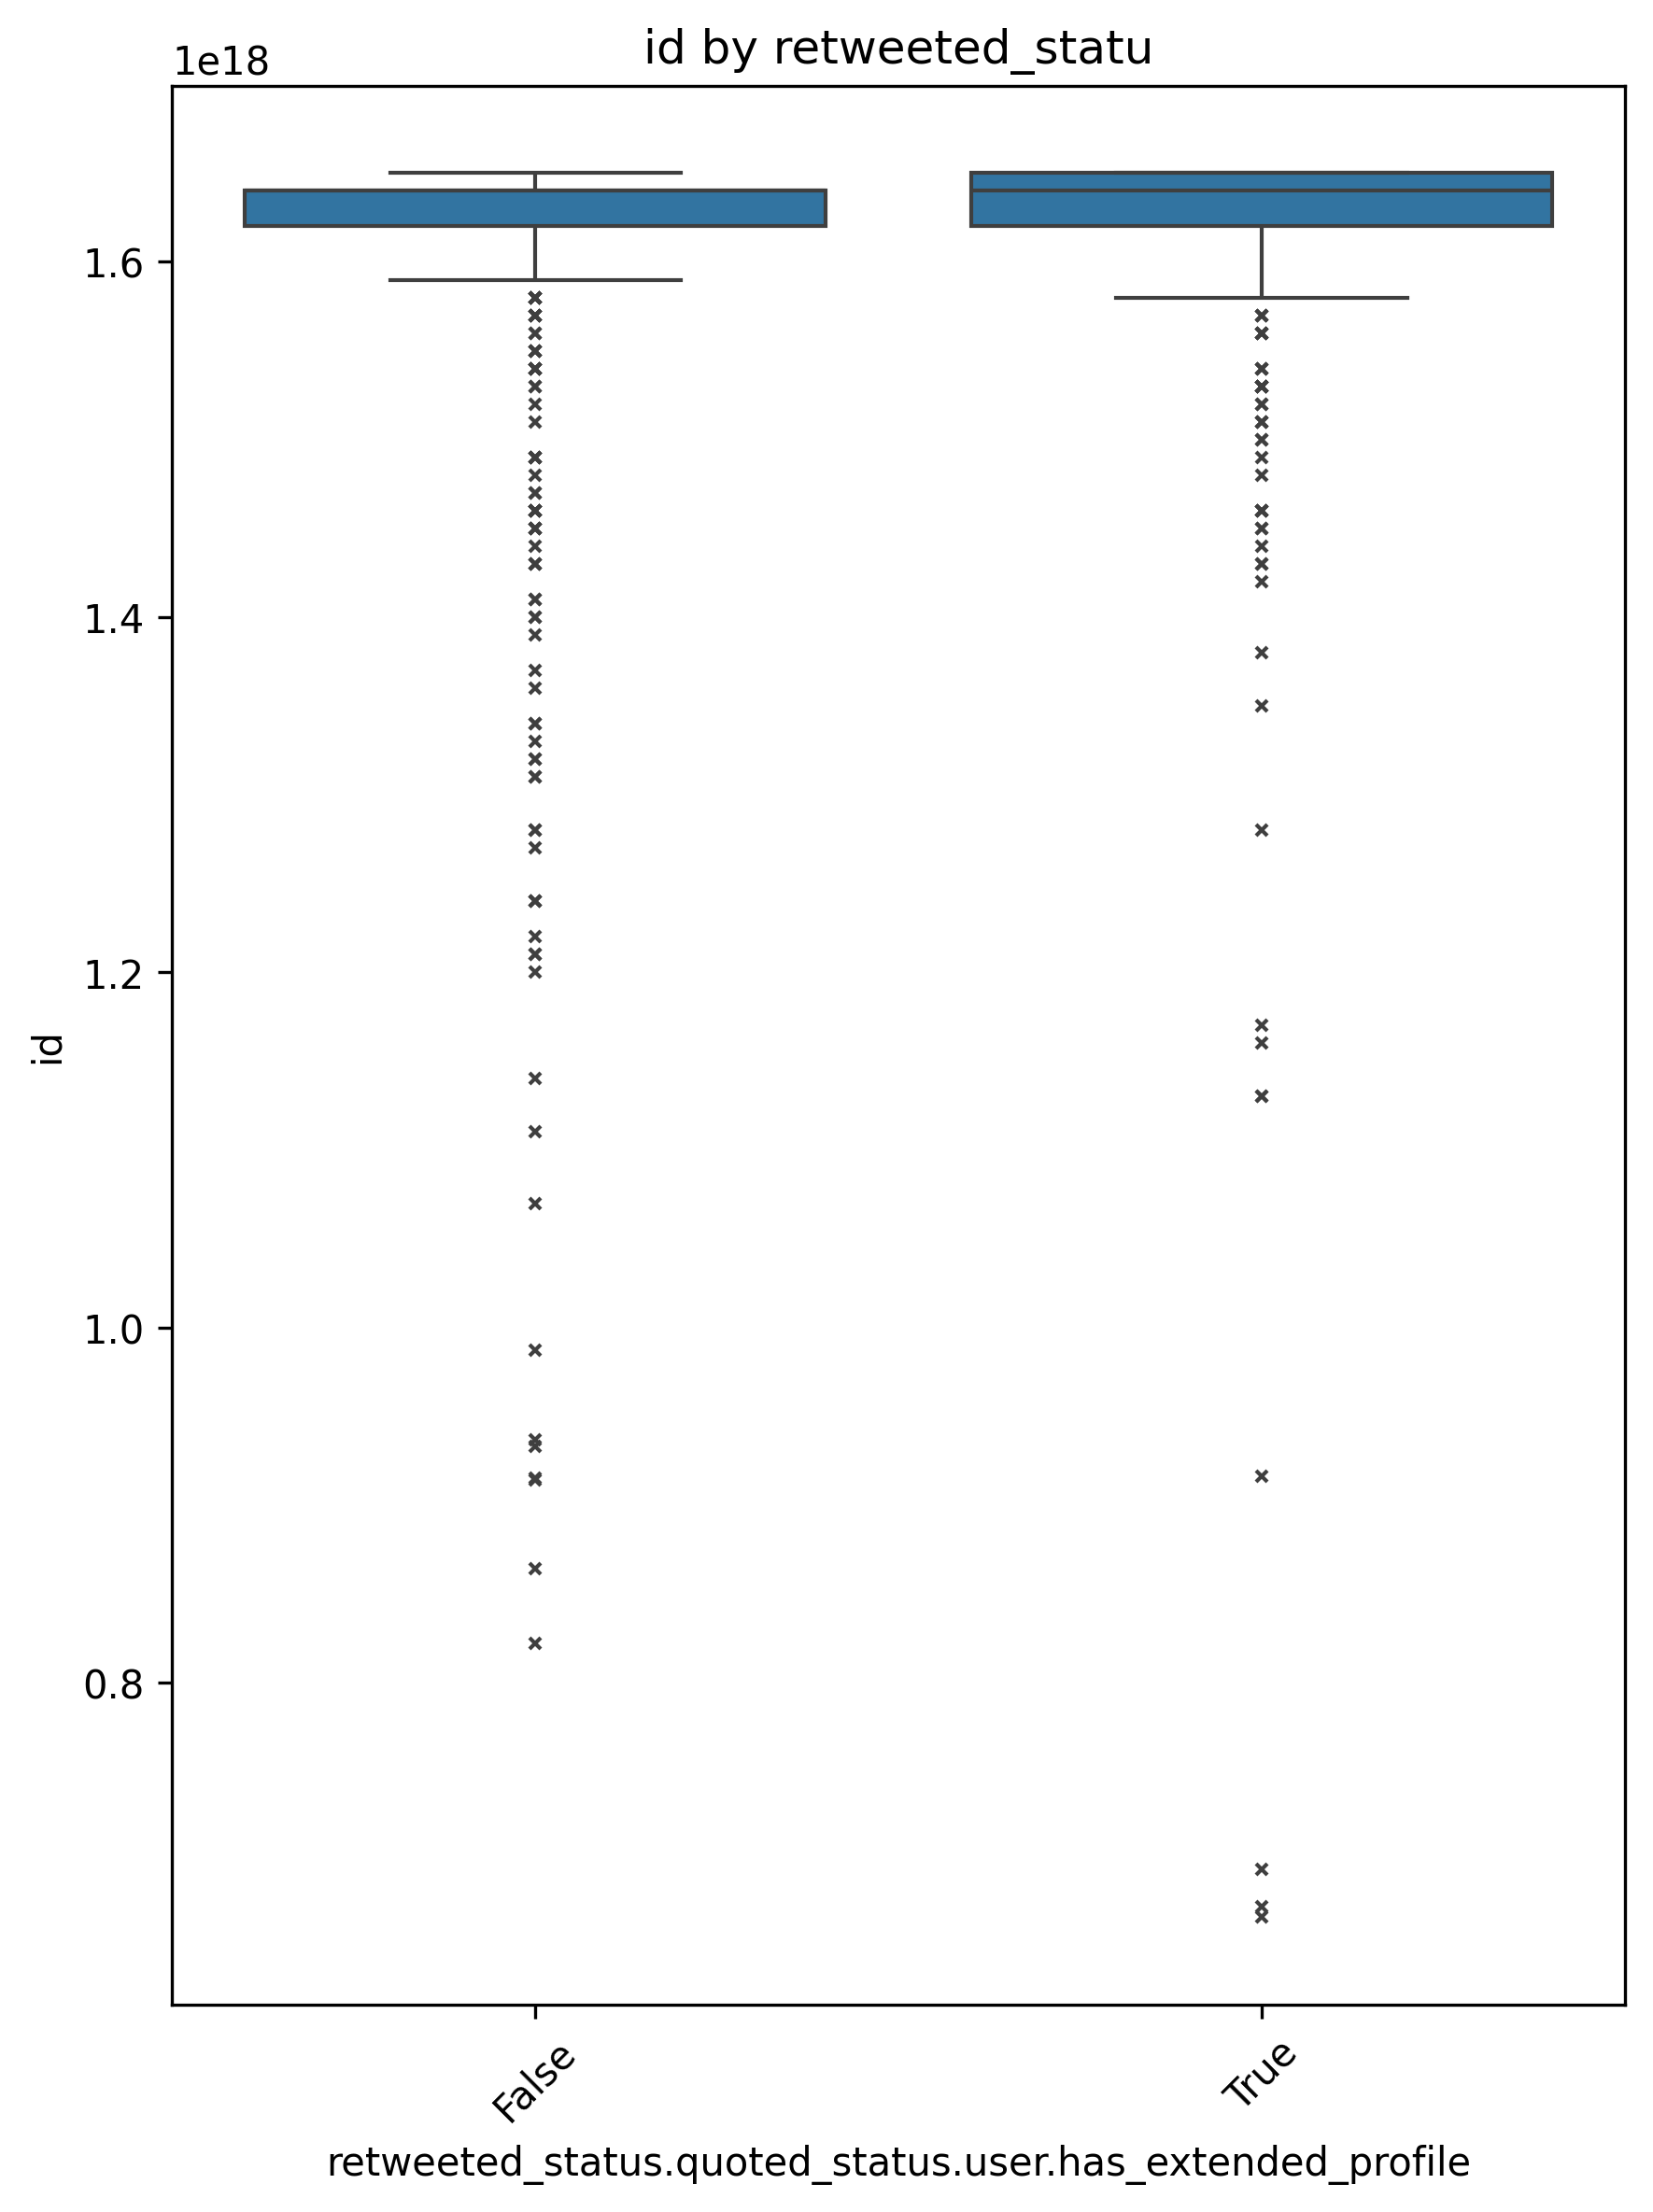 id by retweeted_statu
1e18
1.6
1.4
1.2
1.0
0.8
id
False
True
retweeted_status.quoted_status.user.has_extended_profile